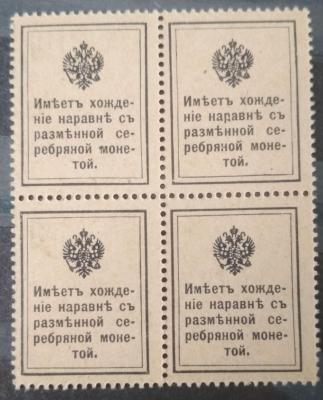 Имѣетъ хожде-
ніе наравнѣ съ
размѣнной се-
ребряной моне-
той.
Имѣетъ хожде-
ніе наравнѣ съ
размѣнной се-
ребряной моне-
той.
Имѣетъ хожде-
ніе наравнѣ съ
размѣнной се-
ребряной моне-
той.
Имѣетъ хожде-
ніе наравнѣ съ
размѣнной се-
ребряной моне-
той.